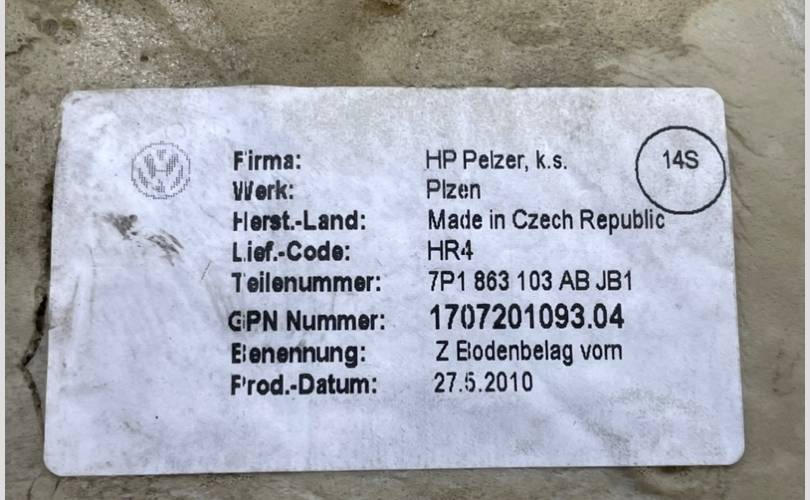 Firma: HP Pelzer, k.s.
14S
Werk: Plzen
Herst.-Land: Made in Czech Republic
Lief.-Code: HR4
Teilenummer: 7P1 863 103 AB JB1
GPN Nummer: 1707201093.04
Benennung: Z Bodenbelag vorn
Prod.-Datum: 27.5.2010